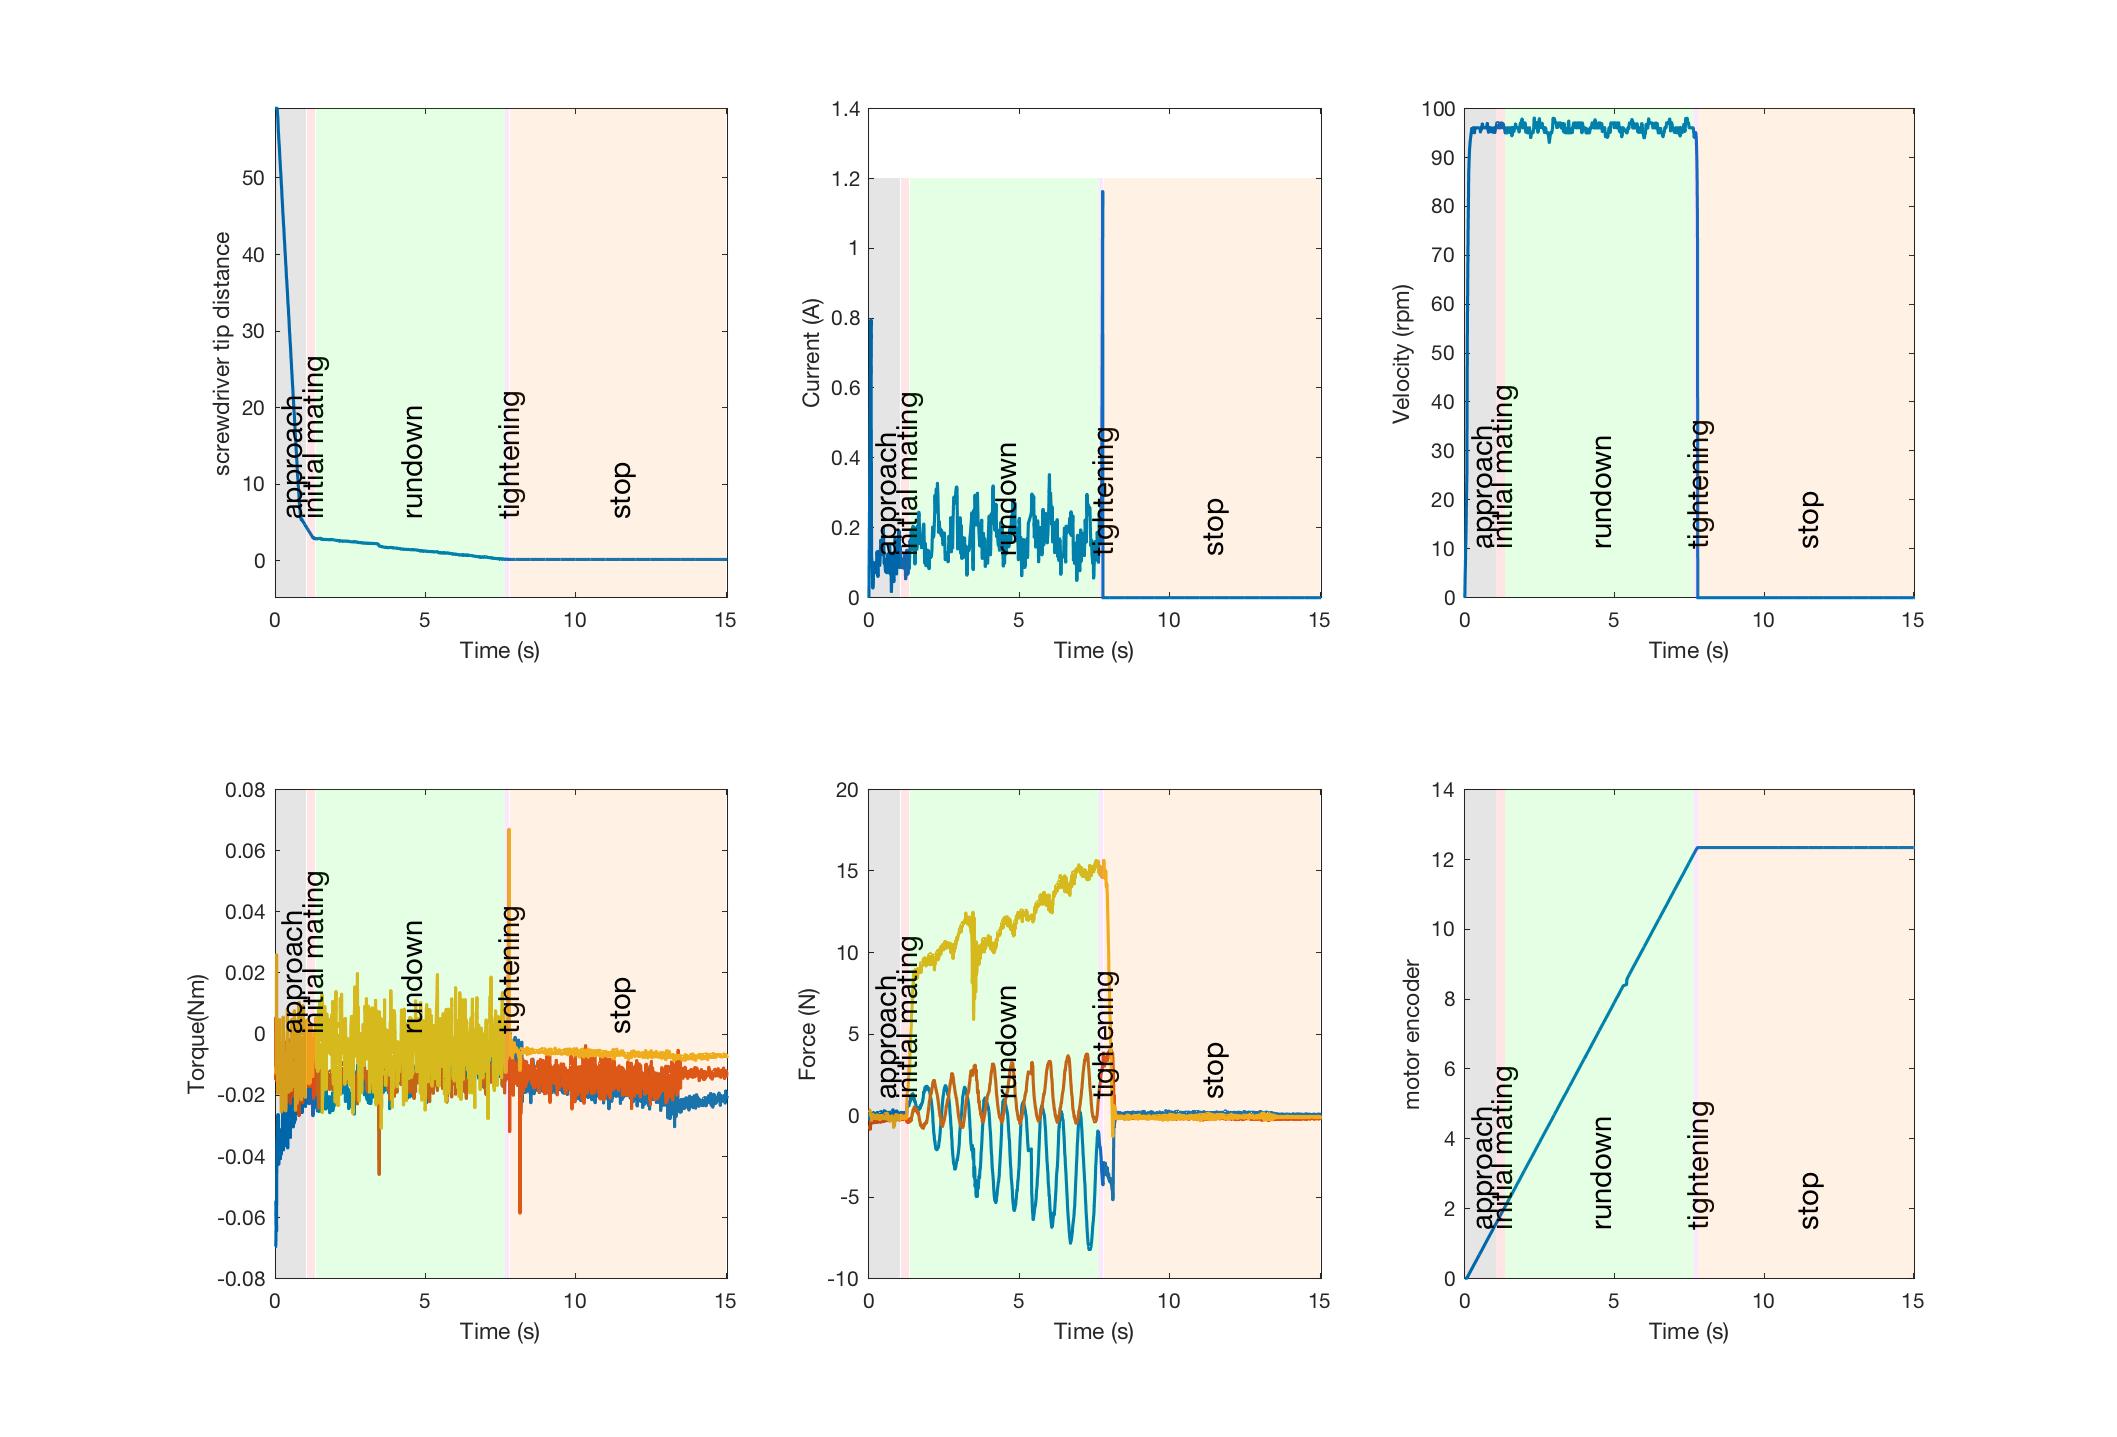 50
40
30
20
10
0
screwdriver tip distance
approach
initial mating
rundown
tightening
stop
0 5 10 15
Time (s)
1.4
1.2
1
0.8
0.6
0.4
0.2
0
Current (A)
approach
initial mating
rundown
tightening
stop
0 5 10 15
Time (s)
100
90
80
70
60
50
40
30
20
10
0
Velocity (rpm)
approach
initial mating
rundown
tightening
stop
0 5 10 15
Time (s)
0.08
0.06
0.04
0.02
0
-0.02
-0.04
-0.06
-0.08
Torque(Nm)
approach
initial mating
rundown
tightening
stop
0 5 10 15
Time (s)
20
15
10
5
0
-5
-10
Force (N)
approach
initial mating
rundown
tightening
stop
0 5 10 15
Time (s)
14
12
10
8
6
4
2
0
motor encoder
approach
initial mating
rundown
tightening
stop
0 5 10 15
Time (s)